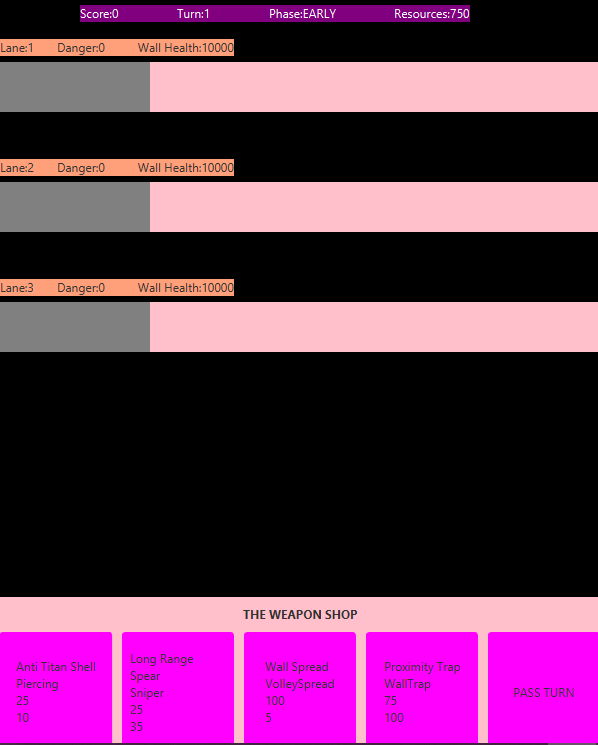 Score:0 Turn:1 Phase:EARLY Resources:750
Lane:1 Danger:0 Wall Health:10000
Lane:2 Danger:0 Wall Health:10000
Lane:3 Danger:0 Wall Health:10000
THE WEAPON SHOP
Anti Titan Shell
Piercing
25
10
Long Range
Spear
Sniper
25
35
Wall Spread
VolleySpread
100
5
Proximity Trap
WallTrap
75
100
PASS TURN